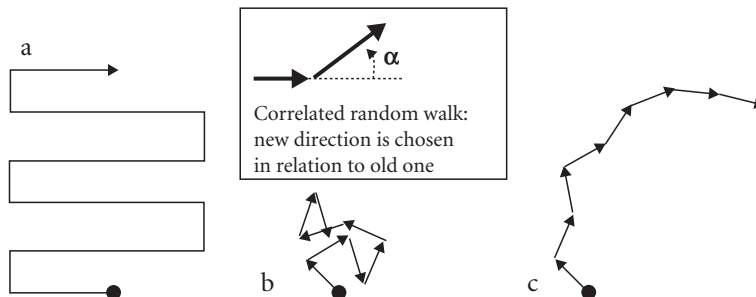 a
α
Correlated random walk:
new direction is chosen
in relation to old one
b
c